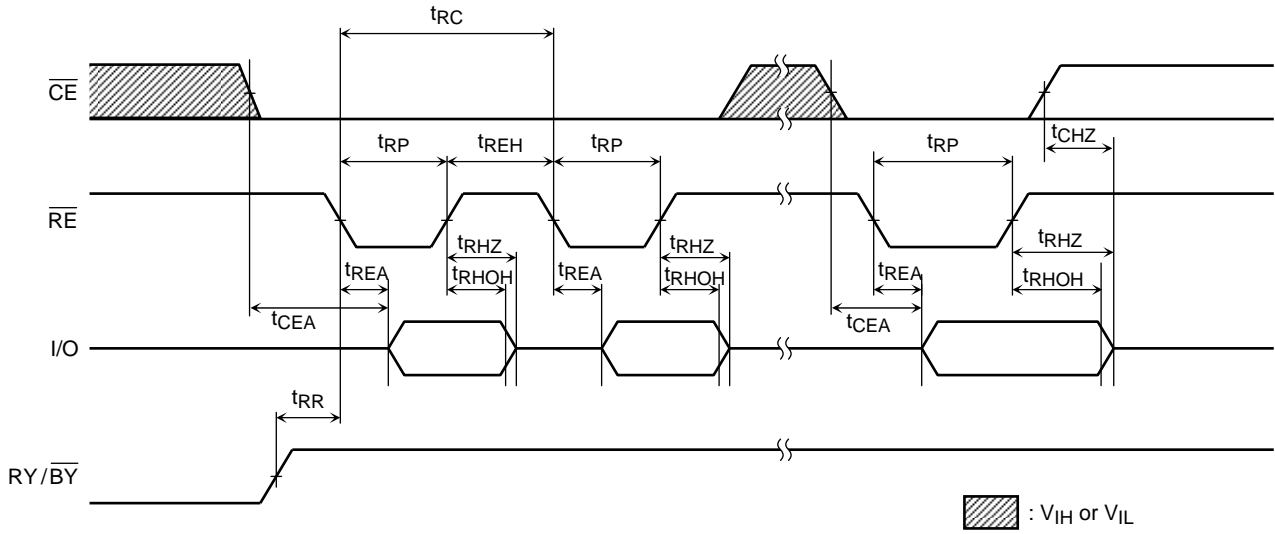 tRC
CE
tCHZ
tRP tREH tRP tRP
RE
tRHZ tRHZ tRHZ
tREA tRHOH tREA tRHOH tREA tRHOH
tCEA tCEA
I/O
tRR
RY/BY
: VIH or VIL